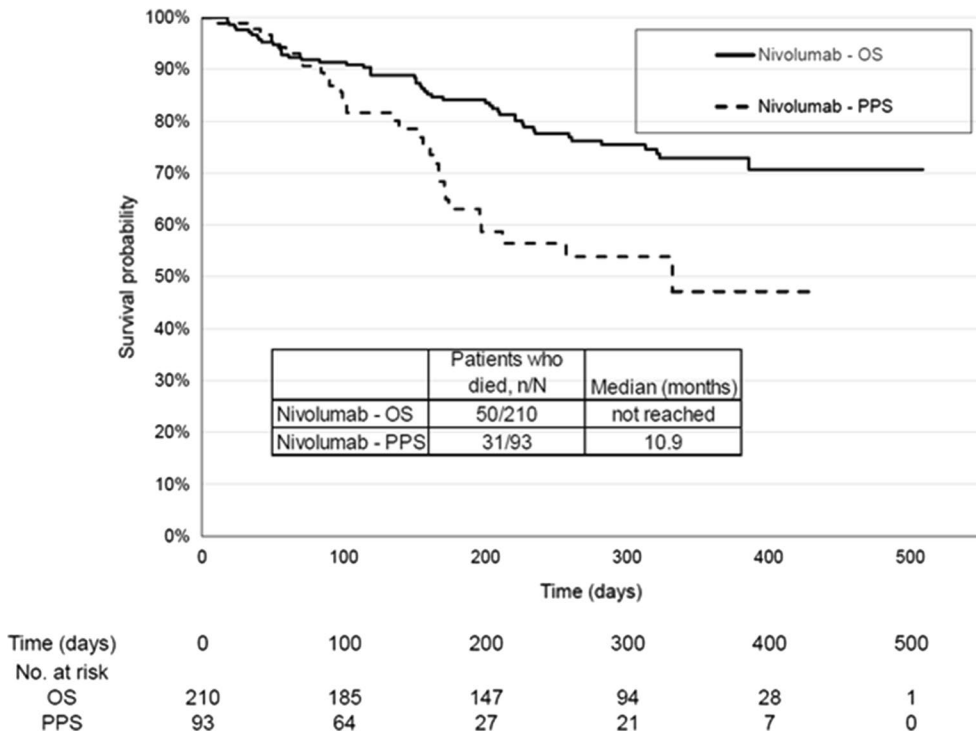 100%
90%
80%
70%
60%
50%
40%
30%
20%
10%
0%
Survival probability
Nivolumab - OS
Nivolumab - PPS
Patients who
died, n/N Median (months)
Nivolumab - OS 50/210 not reached
Nivolumab - PPS 31/93 10.9
0 100 200 300 400 500
Time (days)
Time (days) 0 100 200 300 400 500
No. at risk
OS 210 185 147 94 28 1
PPS 93 64 27 21 7 0